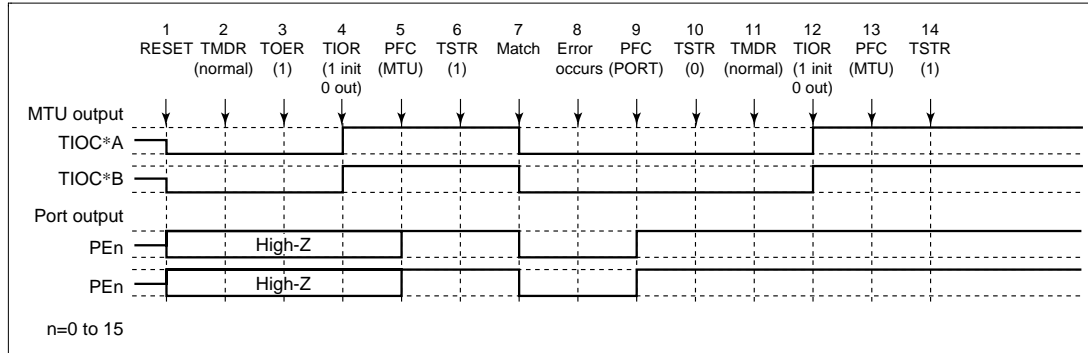 1 2 3 4 5 6 7 8 9 10 11 12 13 14
RESET TMDR TOER TIOR PFC TSTR Match Error PFC TSTR TMDR TIOR PFC TSTR
(normal) (1) (1 init (MTU) (1) occurs (PORT) (0) (normal) (1 init (MTU) (1)
0 out) 0 out)
MTU output
TIOC*A
TIOC*B
Port output
PEn High-Z
PEn High-Z
n=0 to 15